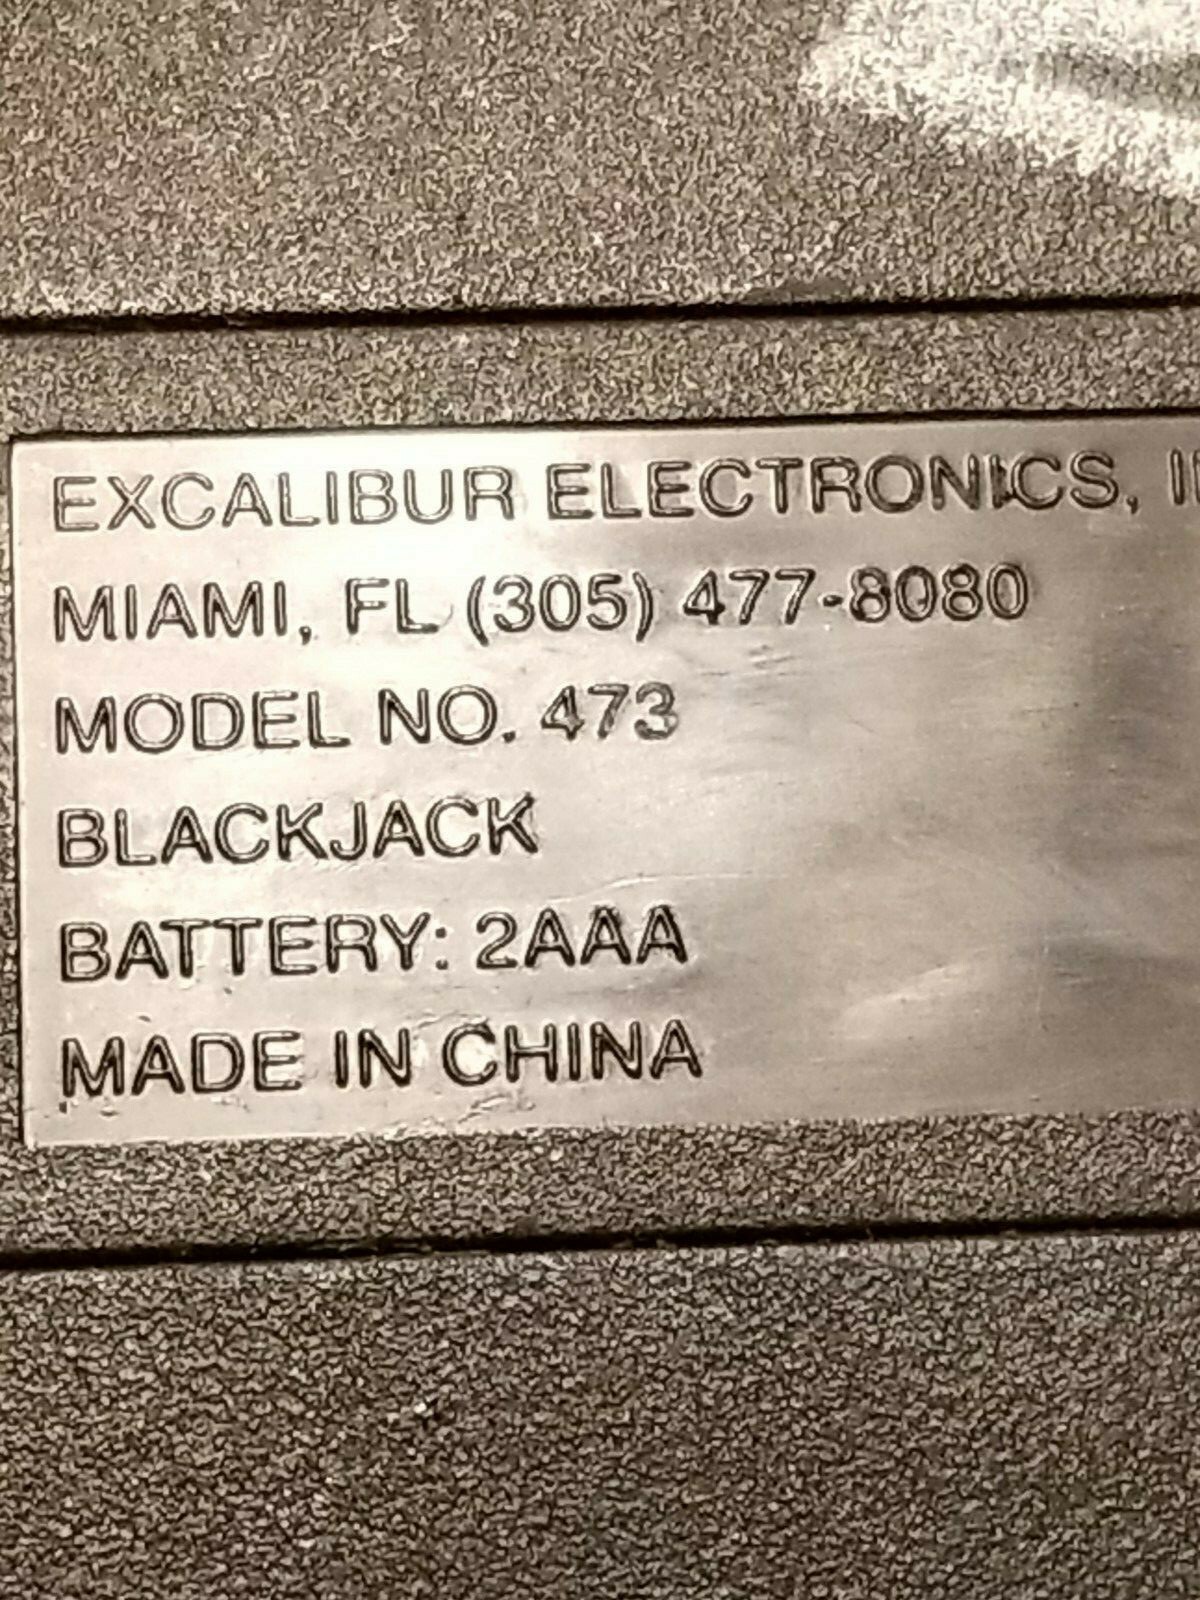 EXCALIBUR ELECTRONICS,
MIAMI, FL (305) 477-8080
MODEL NO. 473
BLACKJACK
BATTERY: 2AAA
MADE IN CHINA